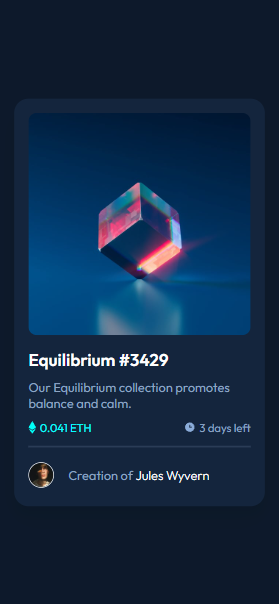 Equilibrium #3429
Our Equilibrium collection promotes
balance and calm.
0.041 ETH
3 days left
Creation of Jules Wyvern